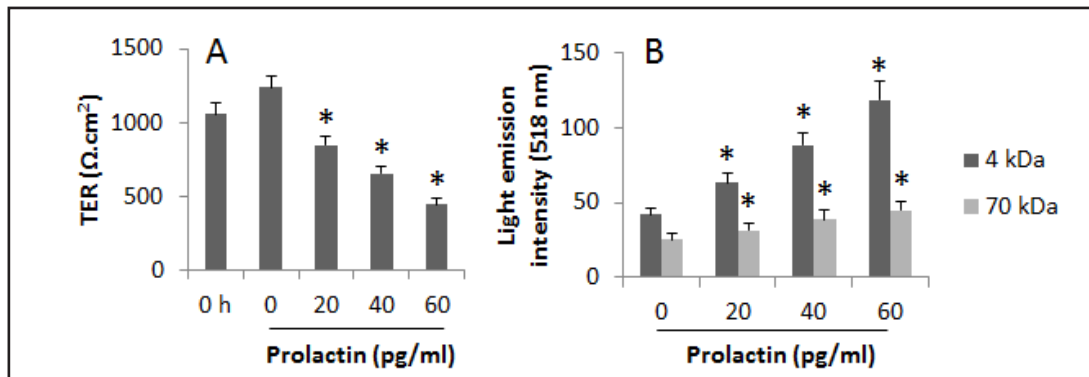 A
TER (Ω.cm²)
1500
1000
500
0
* * *
0 h 0 20 40 60
Prolactin (pg/ml)
B
Light emission
intensity (518 nm)
150
100
50
0
* * * * * *
0 20 40 60
Prolactin (pg/ml)
4 kDa
70 kDa